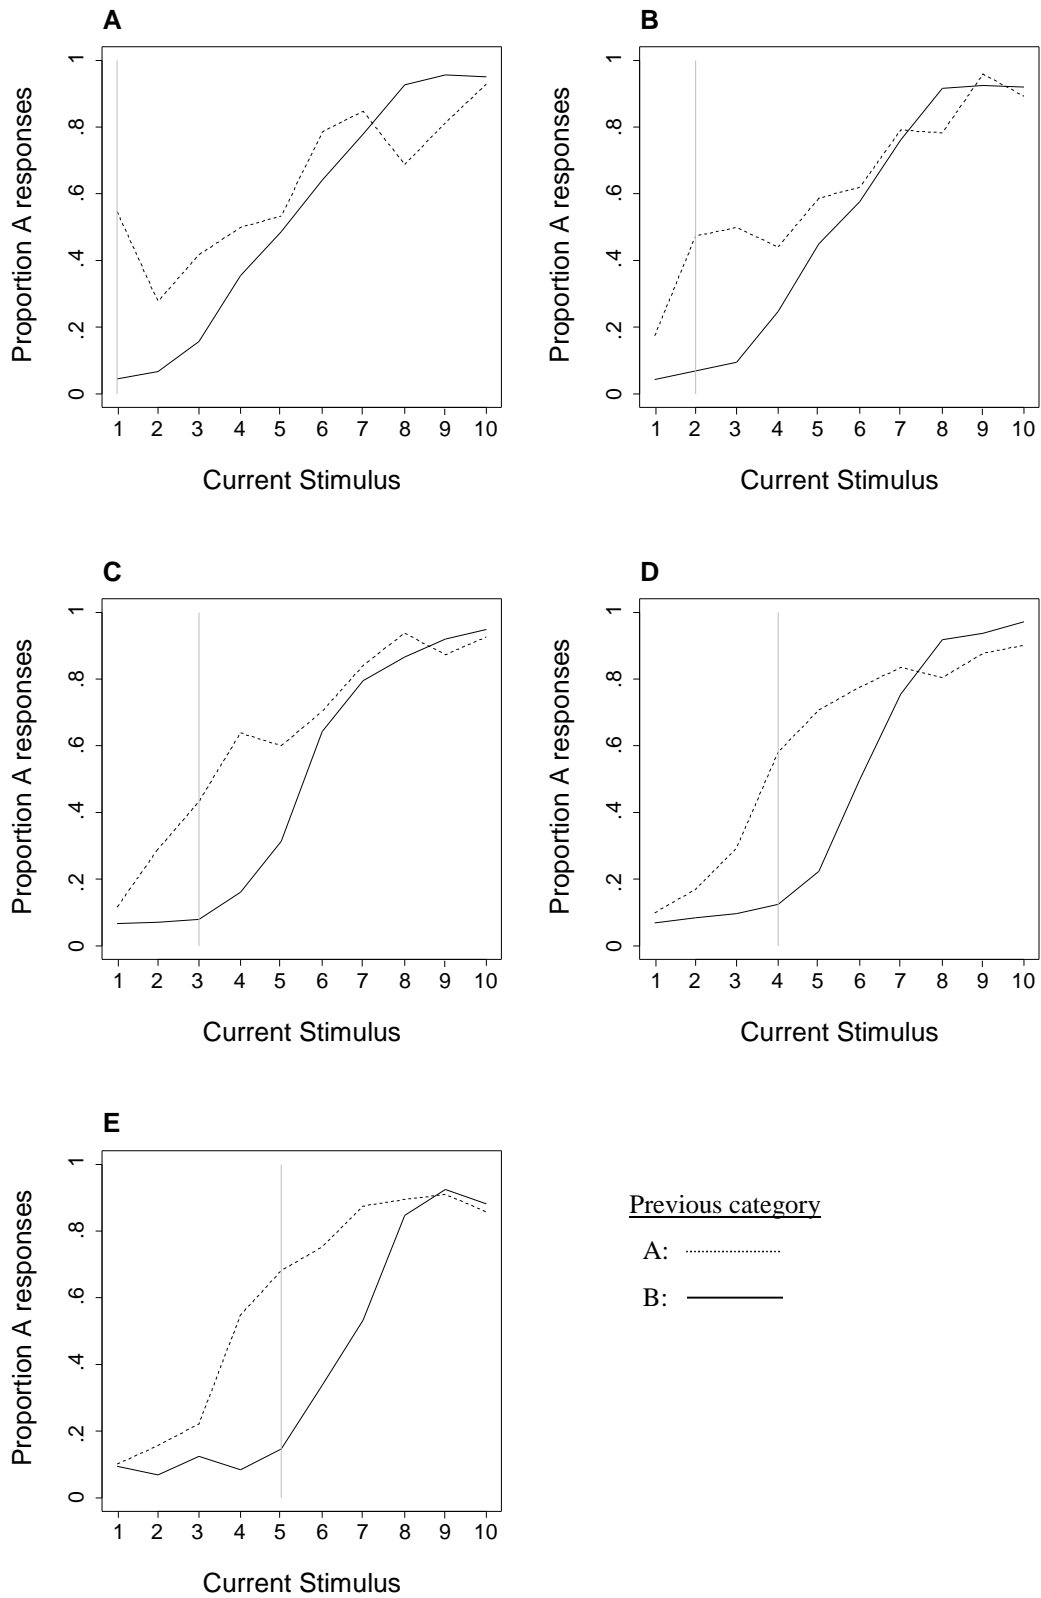 A
Proportion A responses
0 .2 .4 .6 .8 1
1 2 3 4 5 6 7 8 9 10
Current Stimulus
B
Proportion A responses
0 .2 .4 .6 .8 1
1 2 3 4 5 6 7 8 9 10
Current Stimulus
C
Proportion A responses
0 .2 .4 .6 .8 1
1 2 3 4 5 6 7 8 9 10
Current Stimulus
D
Proportion A responses
0 .2 .4 .6 .8 1
1 2 3 4 5 6 7 8 9 10
Current Stimulus
E
Proportion A responses
0 .2 .4 .6 .8 1
1 2 3 4 5 6 7 8 9 10
Current Stimulus
Previous category
A:
B: